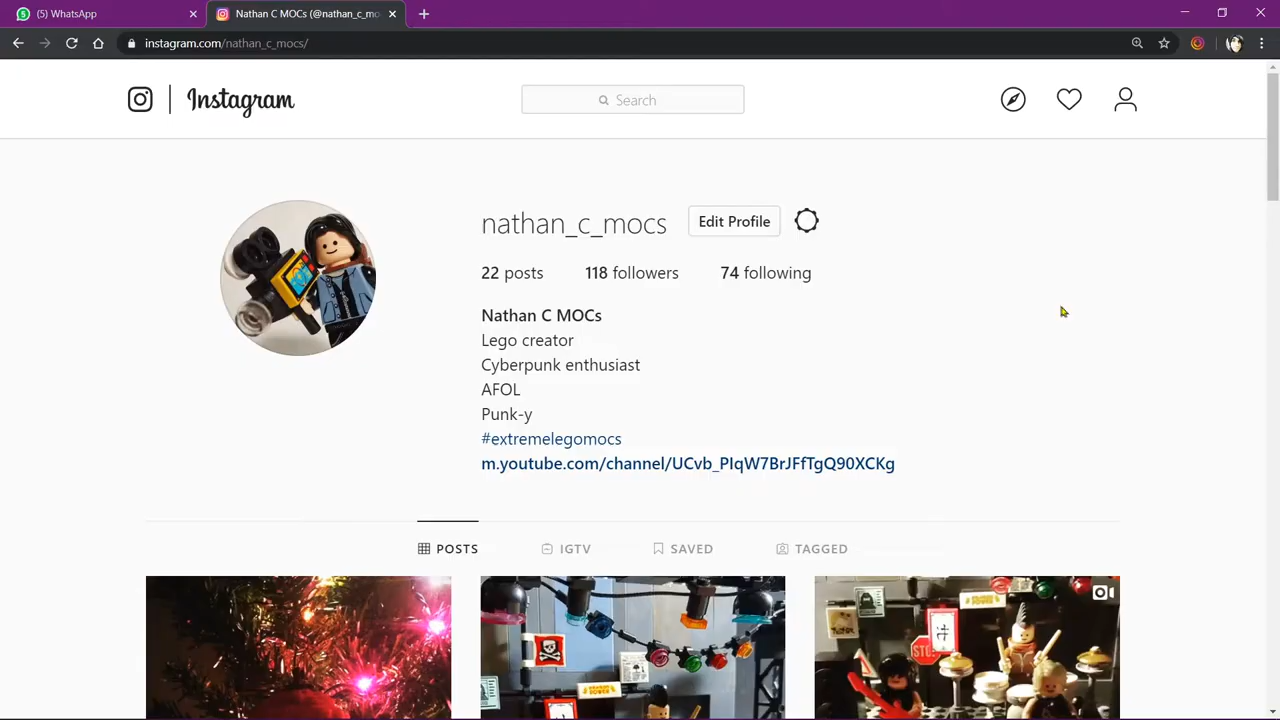 WhatsApp
Nathan C MOCs (@nathan_c_mo
instagram.com/nathan_c_mocs/
Instagram
Search
nathan_c_mocs
Edit Profile
22 posts
118 followers
74 following
Nathan C MOCs
Lego creator
Cyberpunk enthusiast
AFOL
Punk-y
#extremelegomocs
m.youtube.com/channel/UCvb_PIqW7BrJFfTgQ90XCKg
POSTS
IGTV
SAVED
TAGGED
STOP